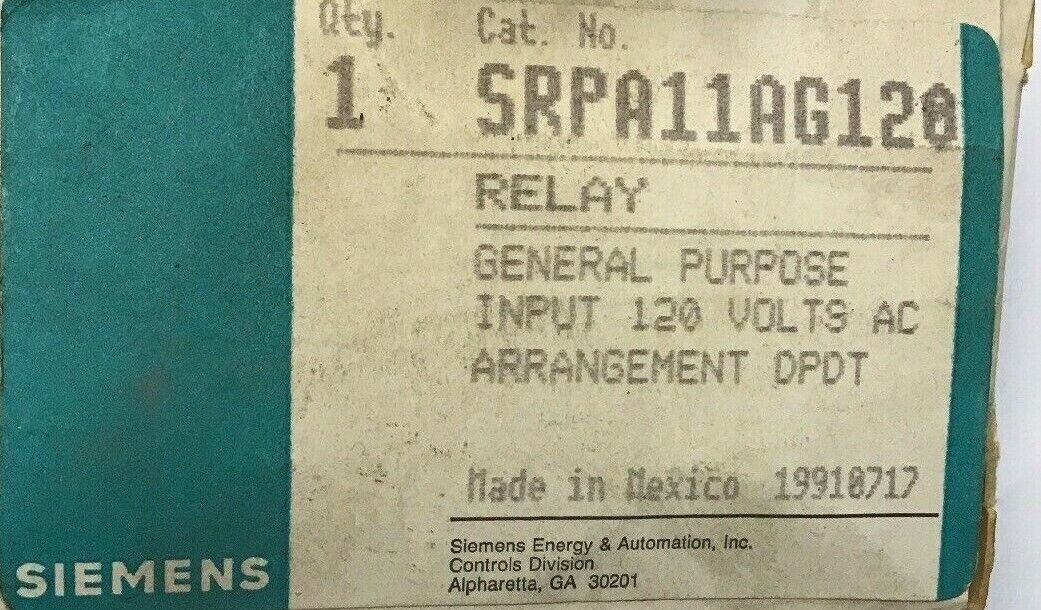 Qty. Cat. No.
1 SRPA11AG120
RELAY
GENERAL PURPOSE
INPUT 120 VOLTS AC
ARRANGEMENT DPDT
Made in Mexico 19910717
Siemens Energy & Automation, Inc.
Controls Division
Alpharetta, GA 30201
SIEMENS